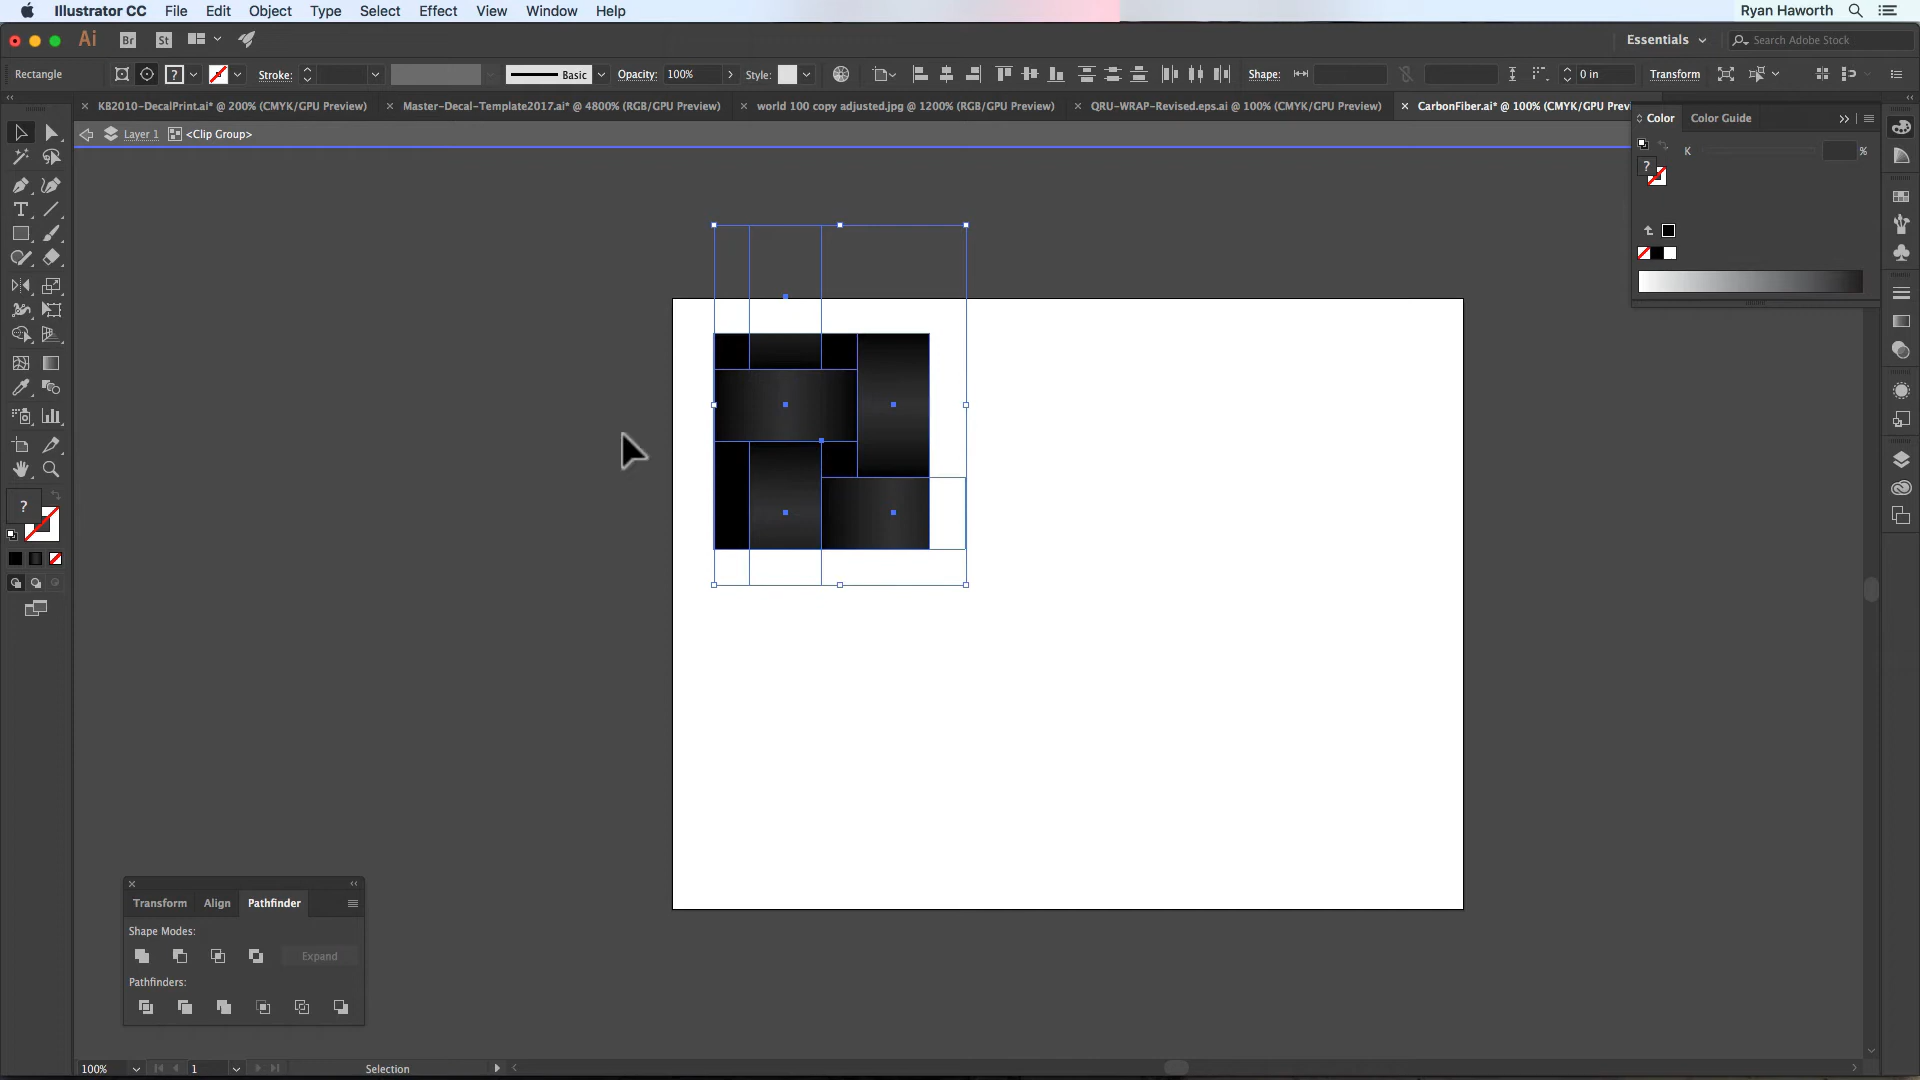 Illustrator CC File Edit Object Type Select Effect View Window Help Ryan Haworth
Ai Br St Essentials Search Adobe Stock
Rectangle ? Stroke: Basic Opacity: 100% Style: Shape: 0 in Transform
× KB2010-DecalPrint.ai* @ 200% (CMYK/GPU Preview) × Master-Decal-Template2017.ai* @ 4800% (RGB/GPU Preview) × world 100 copy adjusted.jpg @ 1200% (RGB/GPU Preview) × QRU-WRAP-Revised.eps.ai @ 100% (CMYK/GPU Preview) × CarbonFiber.ai* @ 100% (CMYK/GPU Prev
Layer 1 <Clip Group>
Color Color Guide
K %
?
?
Transform Align Pathfinder
Shape Modes:
Expand
Pathfinders:
100% 1 Selection